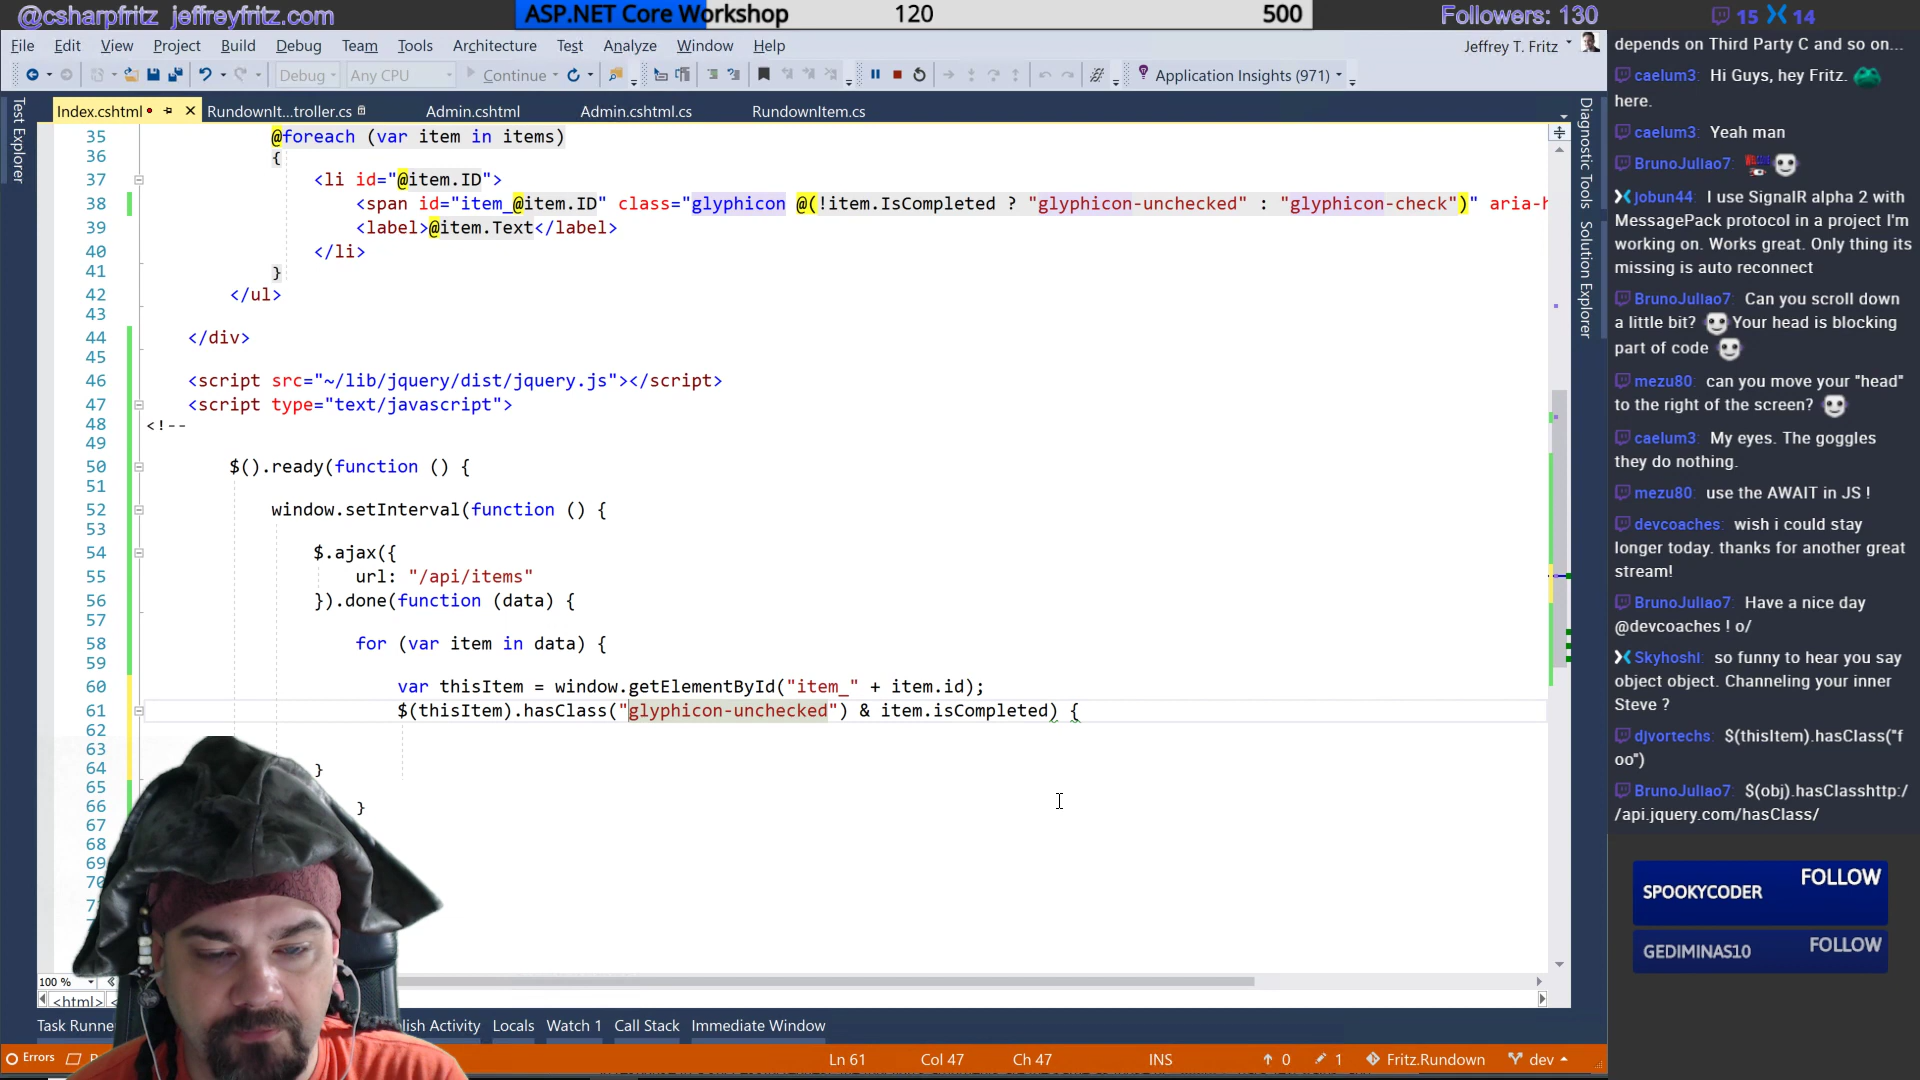 @csharpfritz jeffreyfritz.com
ASP.NET Core Workshop 120 500
Followers: 130
15 14
File Edit View Project Build Debug Team Tools Architecture Test Analyze Window Help
Jeffrey T. Fritz
Debug Any CPU Continue Application Insights (971)
Index.cshtml RundownIt...troller.cs Admin.cshtml Admin.cshtml.cs RundownItem.cs
Test Explorer
Diagnostic Tools
Solution Explorer
35 @foreach (var item in items)
36 {
37 <li id="@item.ID">
38 <span id="item_@item.ID" class="glyphicon @(!item.IsCompleted ? "glyphicon-unchecked" : "glyphicon-check")" aria-h
39 <label>@item.Text</label>
40 </li>
41 }
42 </ul>
43
44 </div>
45
46 <script src="~/lib/jquery/dist/jquery.js"></script>
47 <script type="text/javascript">
48 <!--
49
50 $().ready(function () {
51
52 window.setInterval(function () {
53
54 $.ajax({
55 url: "/api/items"
56 }).done(function (data) {
57
58 for (var item in data) {
59
60 var thisItem = window.getElementById("item_" + item.id);
61 $(thisItem).hasClass("glyphicon-unchecked") & item.isCompleted) {
62
63
64 }
65
66 }
67
68
69
70
100 %
<html>
Task Runne
lish Activity Locals Watch 1 Call Stack Immediate Window
Errors
Ln 61 Col 47 Ch 47 INS 0 1 Fritz.Rundown dev
depends on Third Party C and so on...
caelum3: Hi Guys, hey Fritz.
here.
caelum3: Yeah man
BrunoJuliao7:
jobun44: I use SignalR alpha 2 with
MessagePack protocol in a project I'm
working on. Works great. Only thing its
missing is auto reconnect
BrunoJuliao7: Can you scroll down
a little bit? Your head is blocking
part of code
mezu80: can you move your "head"
to the right of the screen?
caelum3: My eyes. The goggles
they do nothing.
mezu80: use the AWAIT in JS !
devcoaches: wish i could stay
longer today. thanks for another great
stream!
BrunoJuliao7: Have a nice day
@devcoaches ! o/
Skyhoshi: so funny to hear you say
object object. Channeling your inner
Steve ?
djvortechs: $(thisItem).hasClass("f
oo")
BrunoJuliao7: $(obj).hasClasshttp:/
/api.jquery.com/hasClass/
SPOOKYCODER FOLLOW
GEDIMINAS10 FOLLOW